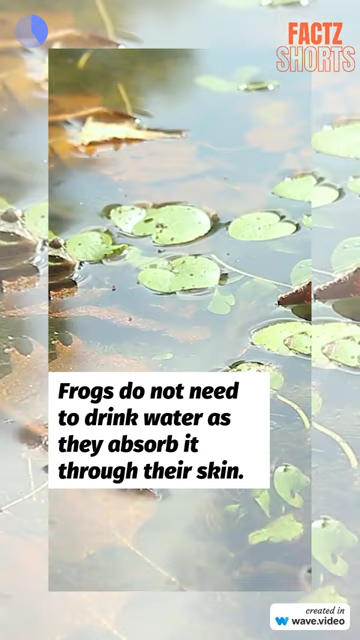 FACTZ
SHORTS
Frogs do not need
to drink water as
they absorb it
through their skin.
created in
wave.video